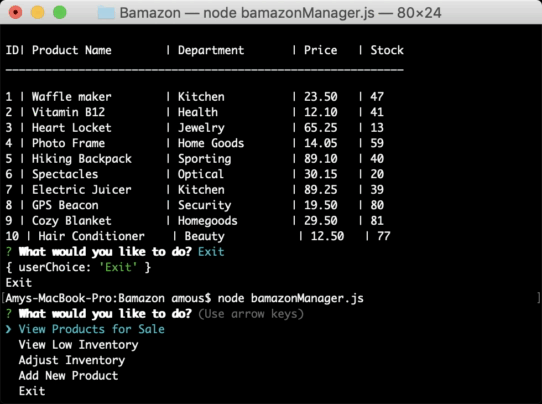 Bamazon — node bamazonManager.js — 80×24
ID| Product Name | Department | Price | Stock
1 | Waffle maker | Kitchen | 23.50 | 47
2 | Vitamin B12 | Health | 12.10 | 41
3 | Heart Locket | Jewelry | 65.25 | 13
4 | Photo Frame | Home Goods | 14.05 | 59
5 | Hiking Backpack | Sporting | 89.10 | 40
6 | Spectacles | Optical | 30.15 | 20
7 | Electric Juicer | Kitchen | 89.25 | 39
8 | GPS Beacon | Security | 19.50 | 80
9 | Cozy Blanket | Homegoods | 29.50 | 81
10 | Hair Conditioner | Beauty | 12.50 | 77
? What would you like to do? Exit
{ userChoice: 'Exit' }
Exit
[Amys-MacBook-Pro:Bamazon amous$ node bamazonManager.js ]
? What would you like to do? (Use arrow keys)
❯ View Products for Sale
View Low Inventory
Adjust Inventory
Add New Product
Exit